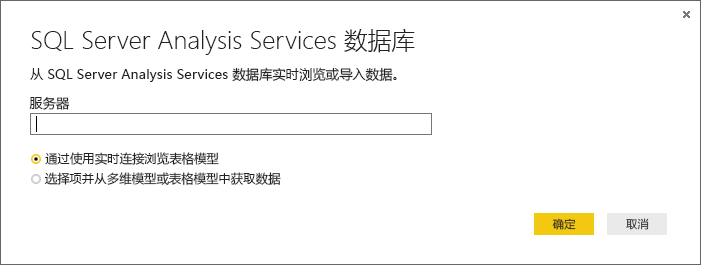 SQL Server Analysis Services 数据库
从 SQL Server Analysis Services 数据库实时浏览或导入数据。
服务器
通过使用实时连接浏览表格模型
选择项并从多维模型或表格模型中获取数据
确定 取消